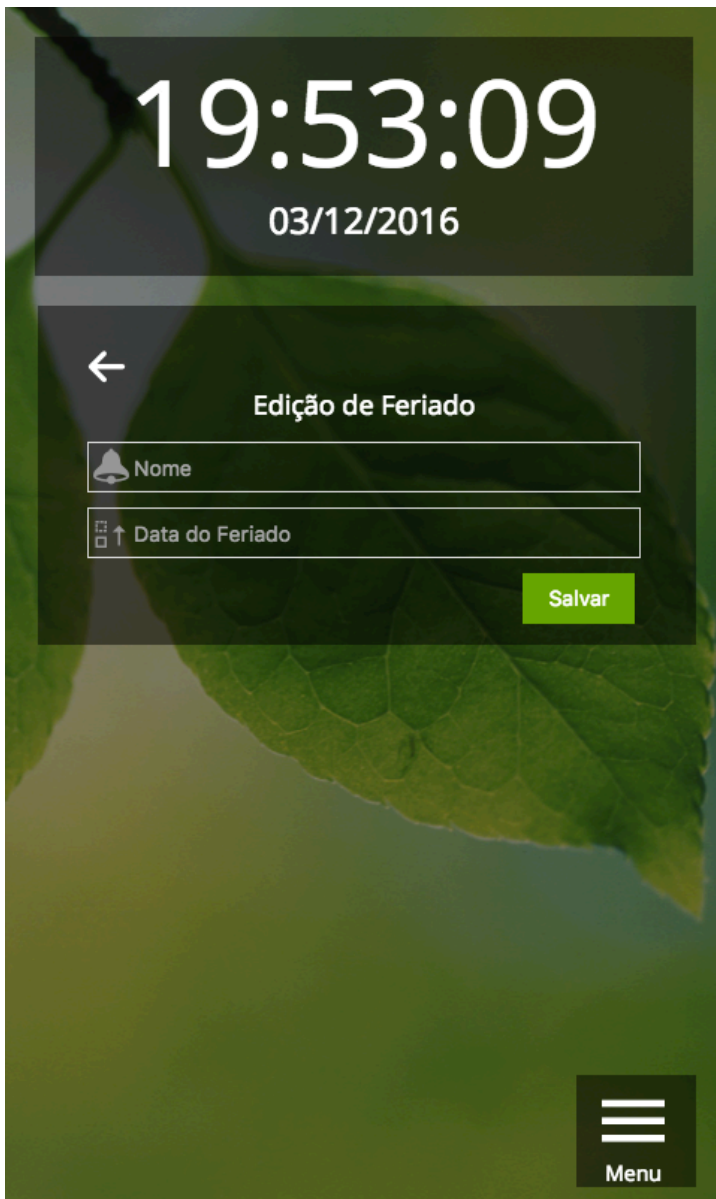 19:53:09
03/12/2016
Edição de Feriado
Nome
Data do Feriado
Salvar
Menu